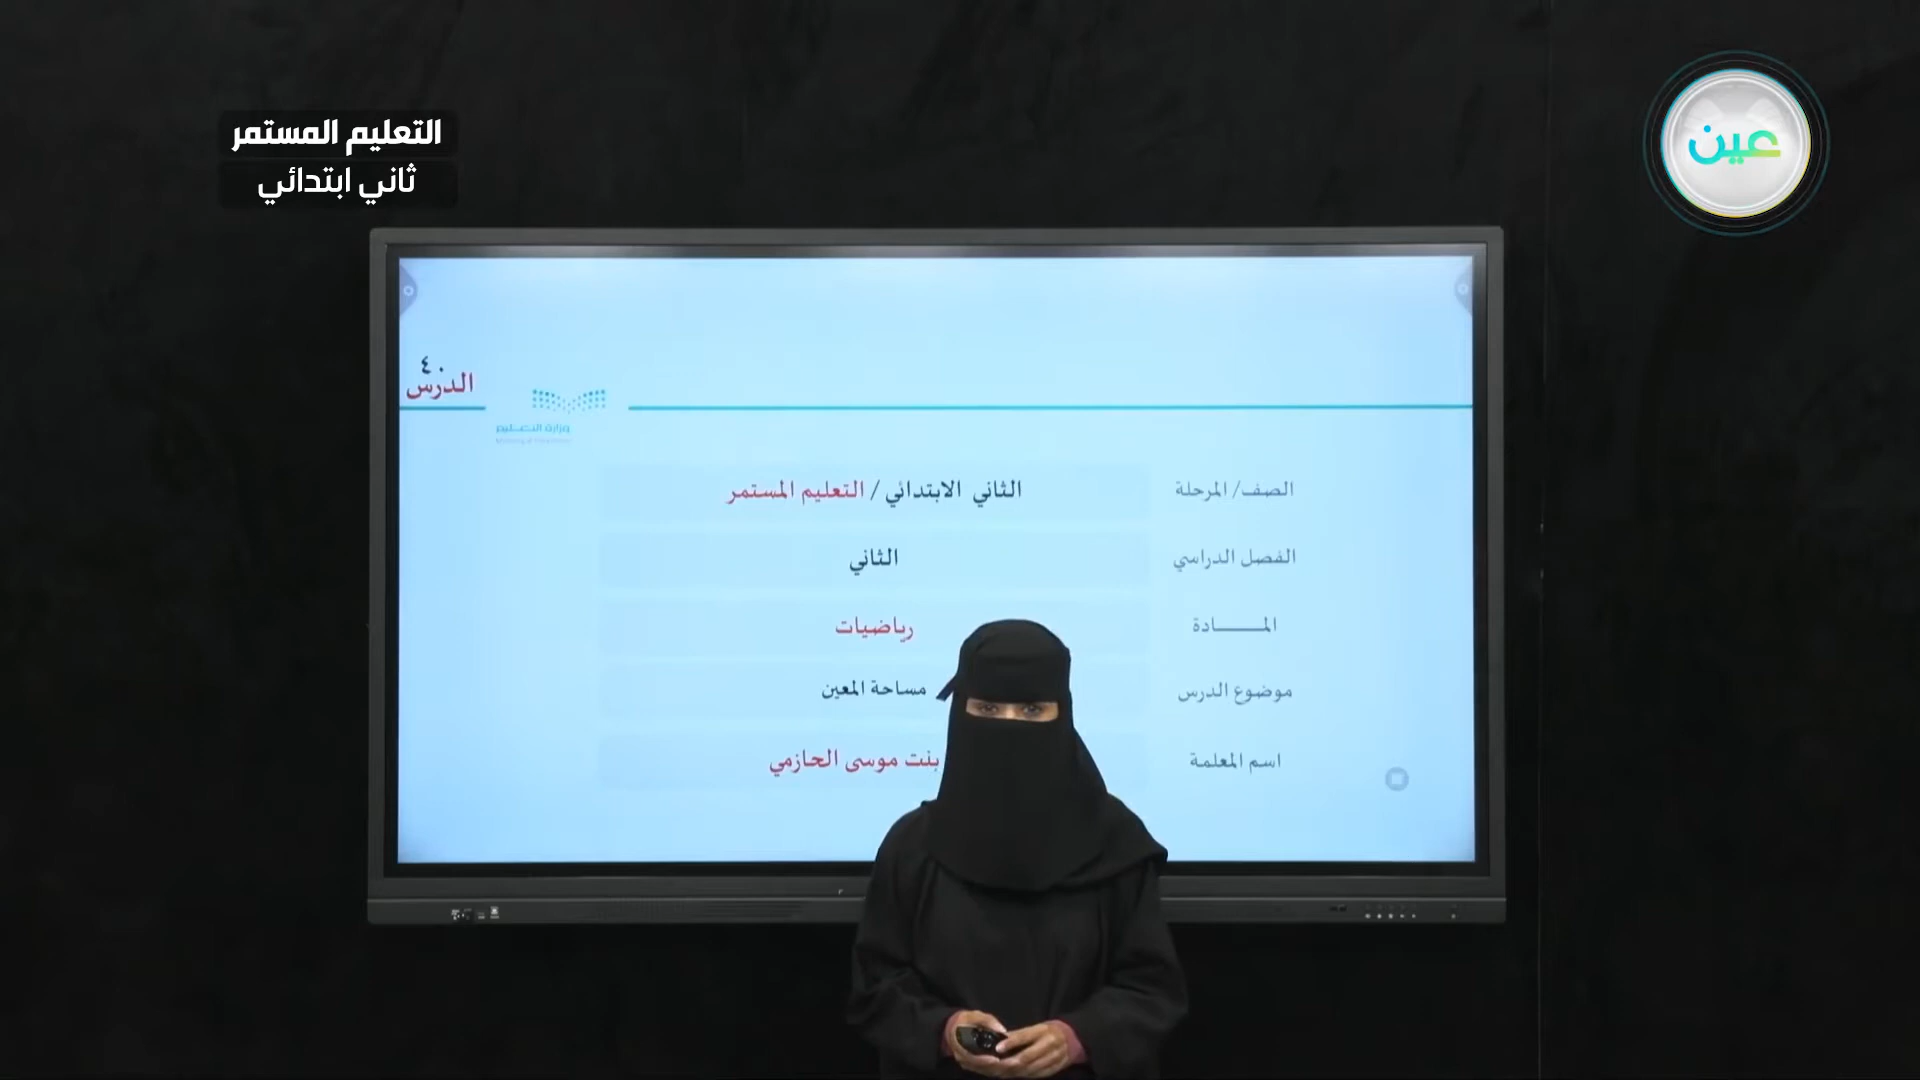 التعليم المستمر
ثاني ابتدائي
عين
٤٠
الدرس
وزارة التعليم
الصف/ المرحلة
الثاني الابتدائي / التعليم المستمر
الفصل الدراسي
الثاني
المـــــــادة
رياضيات
موضوع الدرس
مساحة المعين
اسم المعلمة
بنت موسى الحازمي